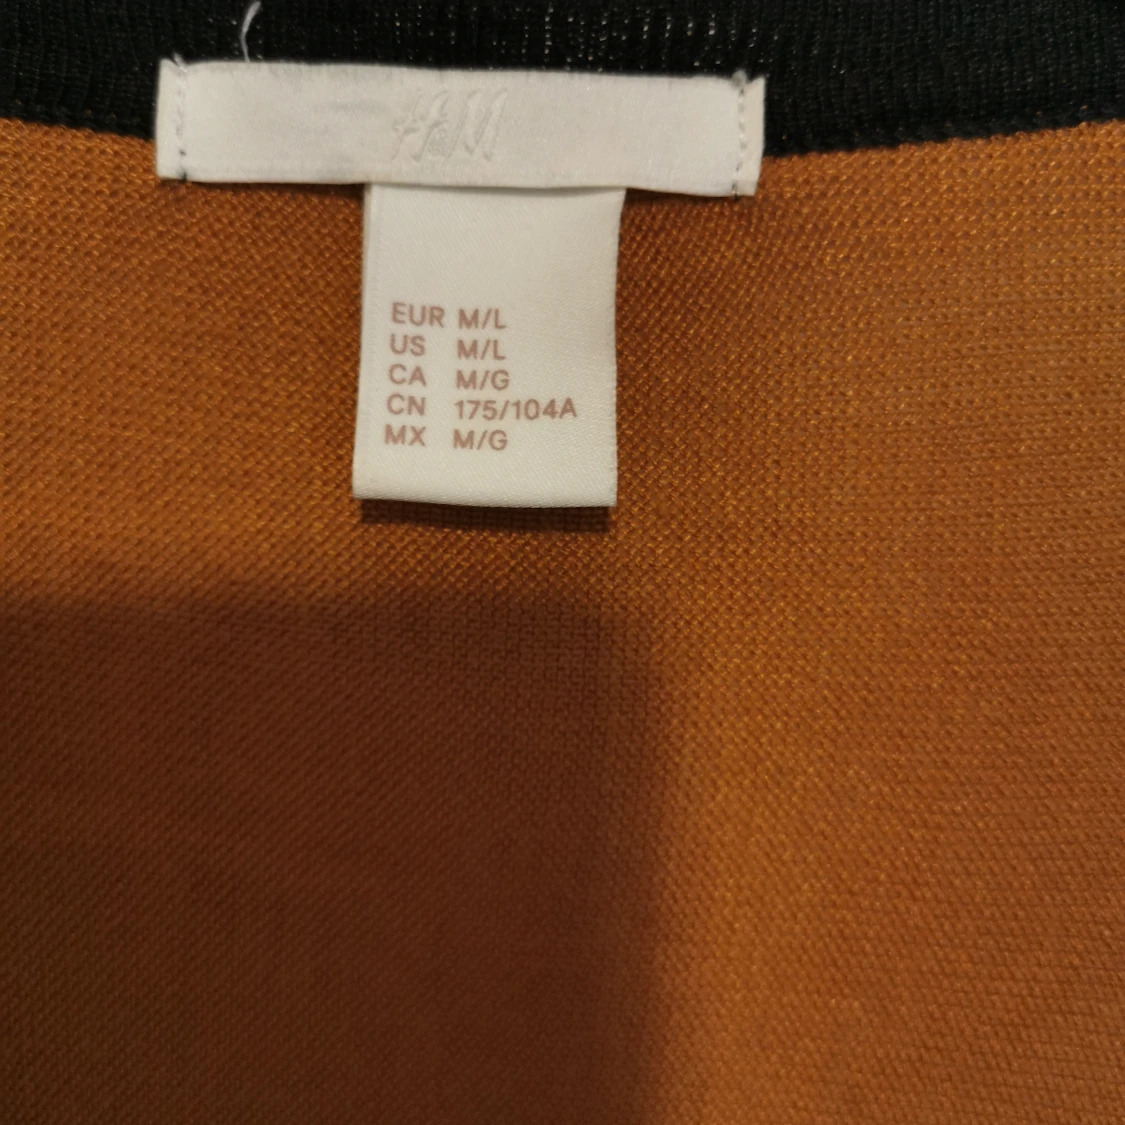 H&M
EUR M/L
US M/L
CA M/G
CN 175/104A
MX M/G